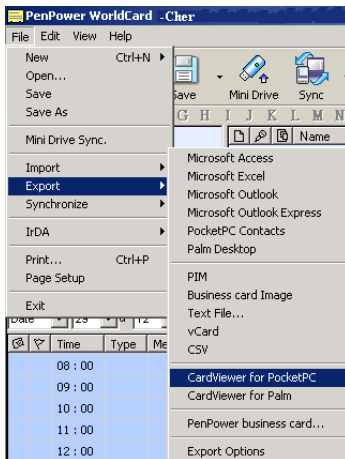 PenPower WorldCard -Cher
File Edit View Help
New Ctrl+N
Open...
Save
Save As
Mini Drive Sync.
Import
Export
Synchronize
IrDA
Print... Ctrl+P
Page Setup
Exit
Save Mini Drive Sync
G H I J K L M N
Name
Microsoft Access
Microsoft Excel
Microsoft Outlook
Microsoft Outlook Express
PocketPC Contacts
Palm Desktop
PIM
Business card Image
Text File...
vCard
CSV
CardViewer for PocketPC
CardViewer for Palm
PenPower business card...
Export Options
Date 29 12
Time Type Me
08 : 00
09 : 00
10 : 00
11 : 00
12 : 00